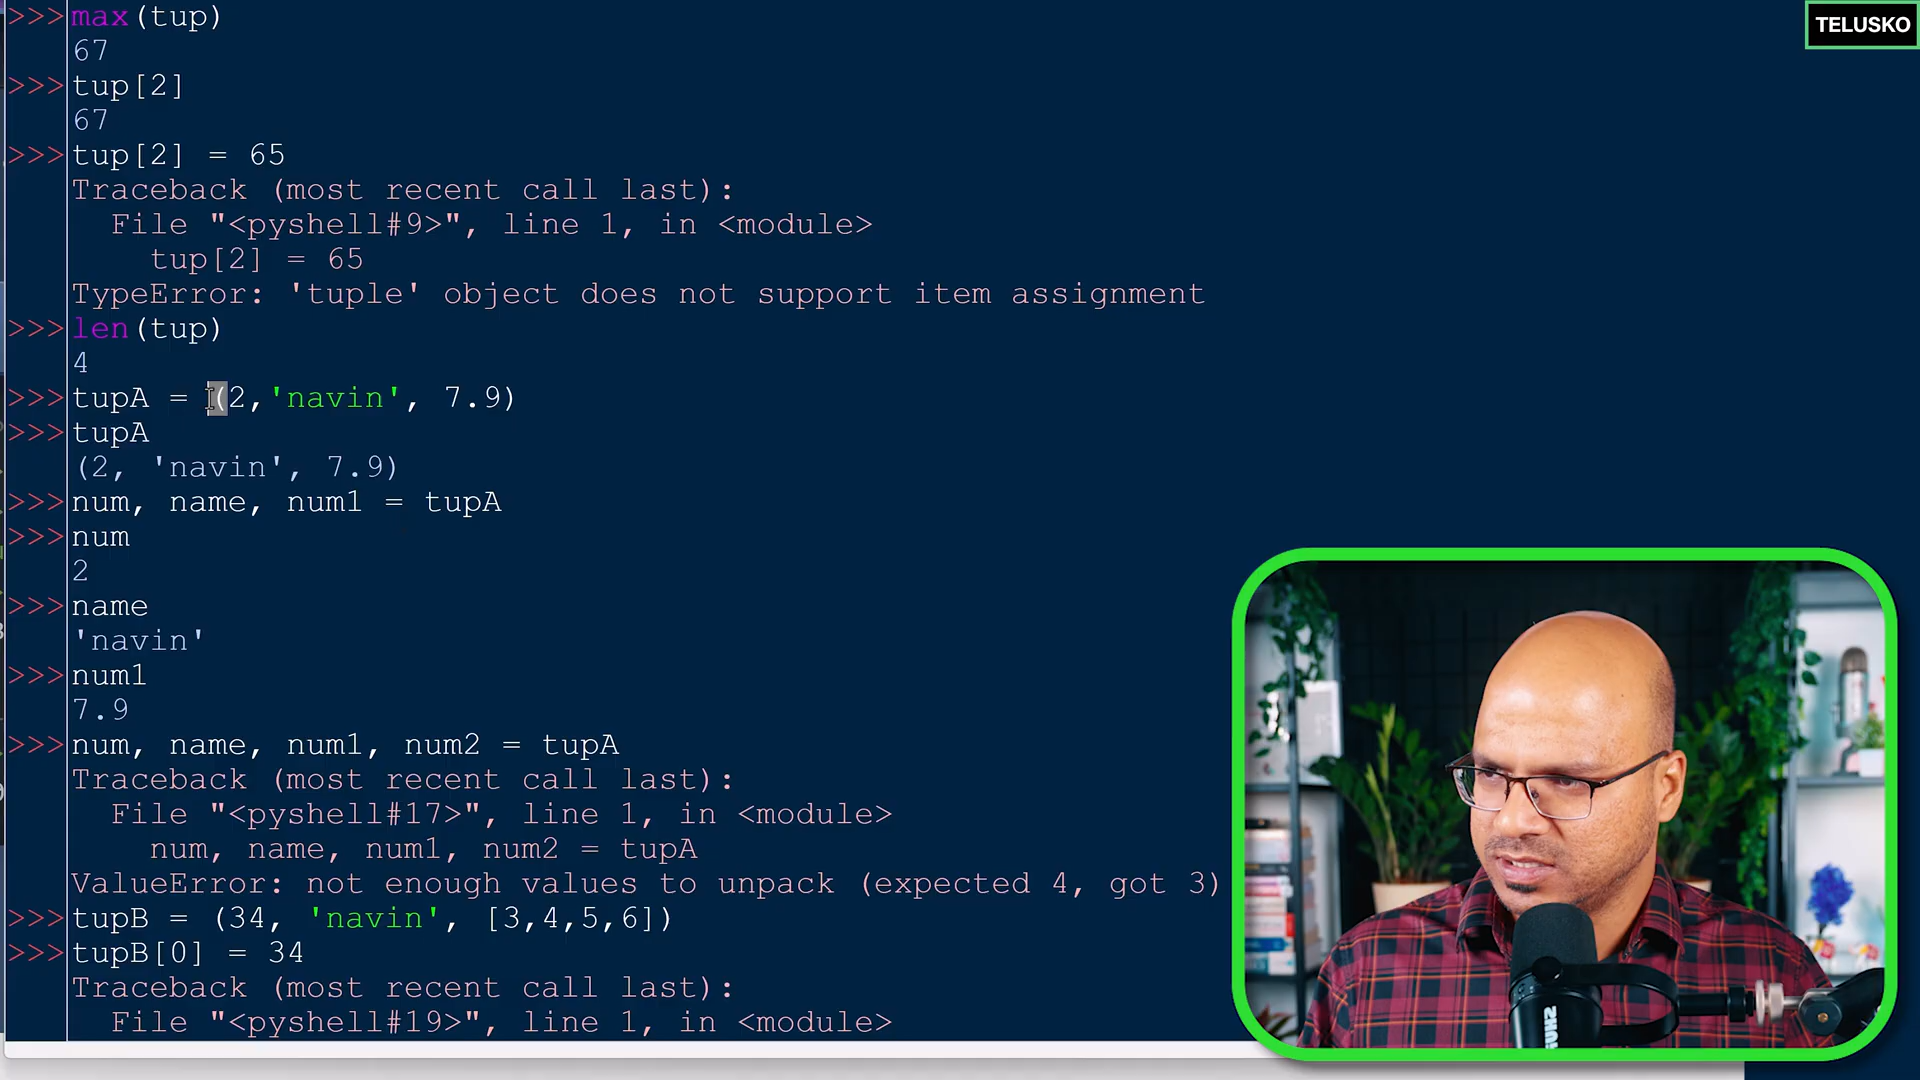 TELUSKO
>>> max(tup)
67
>>> tup[2]
67
>>> tup[2] = 65
Traceback (most recent call last):
  File "<pyshell#9>", line 1, in <module>
    tup[2] = 65
TypeError: 'tuple' object does not support item assignment
>>> len(tup)
4
>>> tupA = (2,'navin', 7.9)
>>> tupA
(2, 'navin', 7.9)
>>> num, name, num1 = tupA
>>> num
2
>>> name
'navin'
>>> num1
7.9
>>> num, name, num1, num2 = tupA
Traceback (most recent call last):
  File "<pyshell#17>", line 1, in <module>
    num, name, num1, num2 = tupA
ValueError: not enough values to unpack (expected 4, got 3)
>>> tupB = (34, 'navin', [3,4,5,6])
>>> tupB[0] = 34
Traceback (most recent call last):
  File "<pyshell#19>", line 1, in <module>